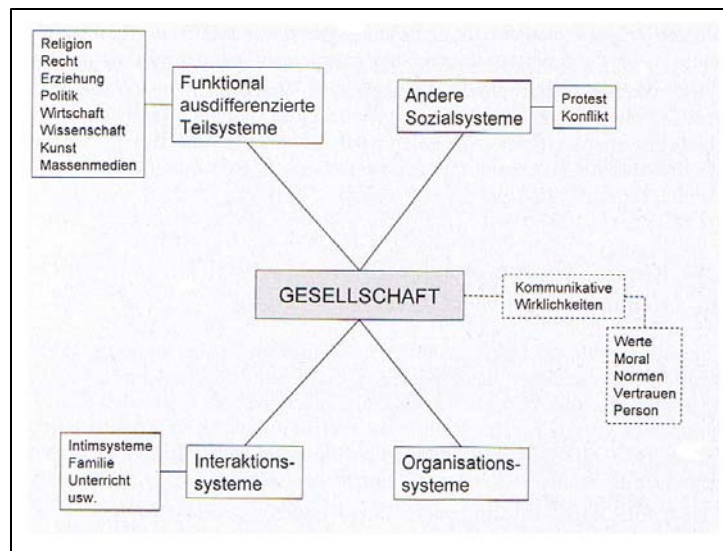 Religion
Recht
Erziehung
Politik
Wirtschaft
Wissenschaft
Kunst
Massenmedien
Funktional
ausdifferenzierte
Teilsysteme
Andere
Sozialsysteme
Protest
Konflikt
GESELLSCHAFT
Kommunikative
Wirklichkeiten
Werte
Moral
Normen
Vertrauen
Person
Intimsysteme
Familie
Unterricht
usw.
Interaktions-
systeme
Organisations-
systeme